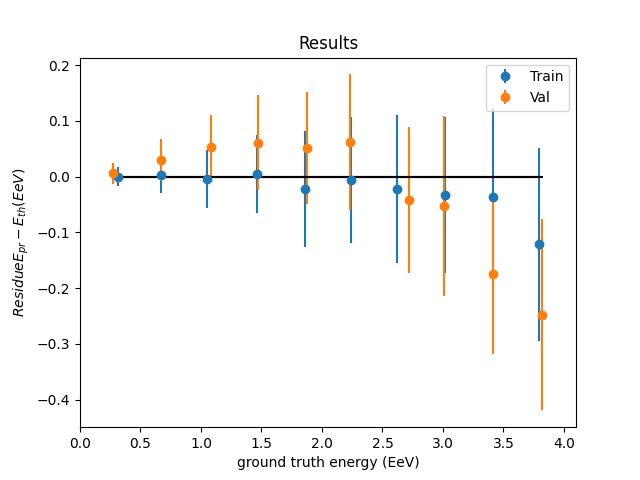 Results
0.2
0.1
0.0
−0.1
−0.2
−0.3
−0.4
ResidueE_{pr} − E_{th}(EeV)
Train
Val
0.0 0.5 1.0 1.5 2.0 2.5 3.0 3.5 4.0
ground truth energy (EeV)